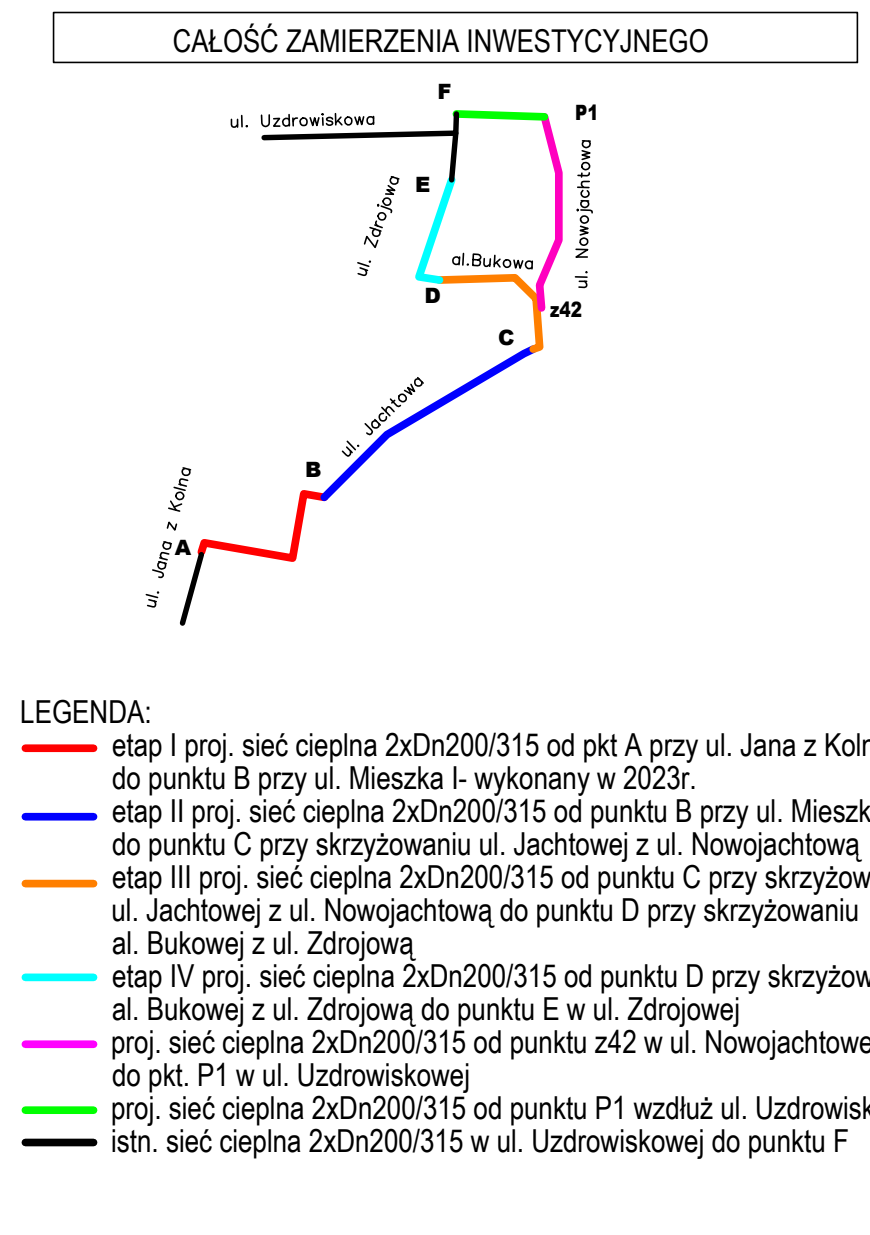 CAŁOŚĆ ZAMIERZENIA INWESTYCYJNEGO
F
P1
ul. Uzdrowiskowa
E
ul. Zdrojowa
ul. Nowojachtowa
al.Bukowa
D
z42
C
ul. Jachtowa
B
ul. Jana z Kolna
A
LEGENDA:
etap I proj. sieć cieplna 2xDn200/315 od pkt A przy ul. Jana z Koln
do punktu B przy ul. Mieszka I- wykonany w 2023r.
etap II proj. sieć cieplna 2xDn200/315 od punktu B przy ul. Mieszk
do punktu C przy skrzyżowaniu ul. Jachtowej z ul. Nowojachtową
etap III proj. sieć cieplna 2xDn200/315 od punktu C przy skrzyżow
ul. Jachtowej z ul. Nowojachtową do punktu D przy skrzyżowaniu
al. Bukowej z ul. Zdrojową
etap IV proj. sieć cieplna 2xDn200/315 od punktu D przy skrzyżow
al. Bukowej z ul. Zdrojową do punktu E w ul. Zdrojowej
proj. sieć cieplna 2xDn200/315 od punktu z42 w ul. Nowojachtowe
do pkt. P1 w ul. Uzdrowiskowej
proj. sieć cieplna 2xDn200/315 od punktu P1 wzdłuż ul. Uzdrowisk
istn. sieć cieplna 2xDn200/315 w ul. Uzdrowiskowej do punktu F